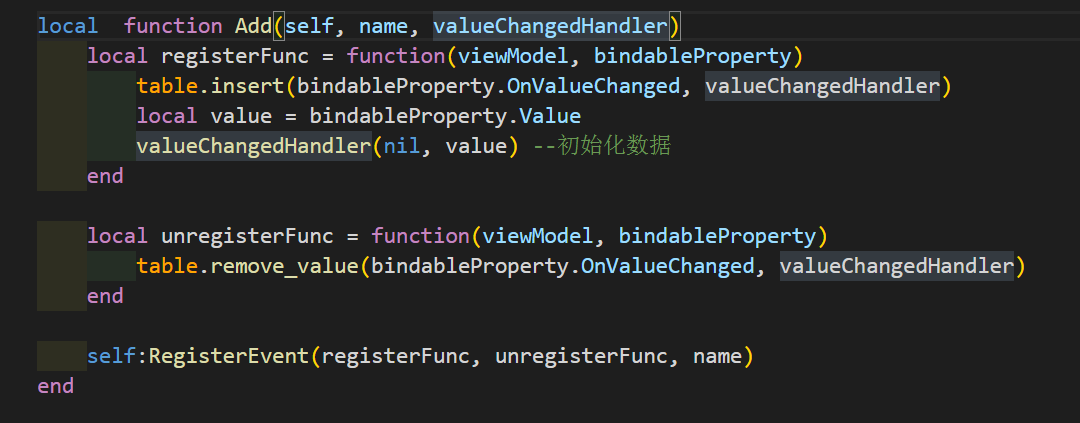 local  function Add(self, name, valueChangedHandler)
    local registerFunc = function(viewModel, bindableProperty)
        table.insert(bindableProperty.OnValueChanged, valueChangedHandler)
        local value = bindableProperty.Value
        valueChangedHandler(nil, value) --初始化数据
    end
    local unregisterFunc = function(viewModel, bindableProperty)
        table.remove_value(bindableProperty.OnValueChanged, valueChangedHandler)
    end
    self:RegisterEvent(registerFunc, unregisterFunc, name)
end